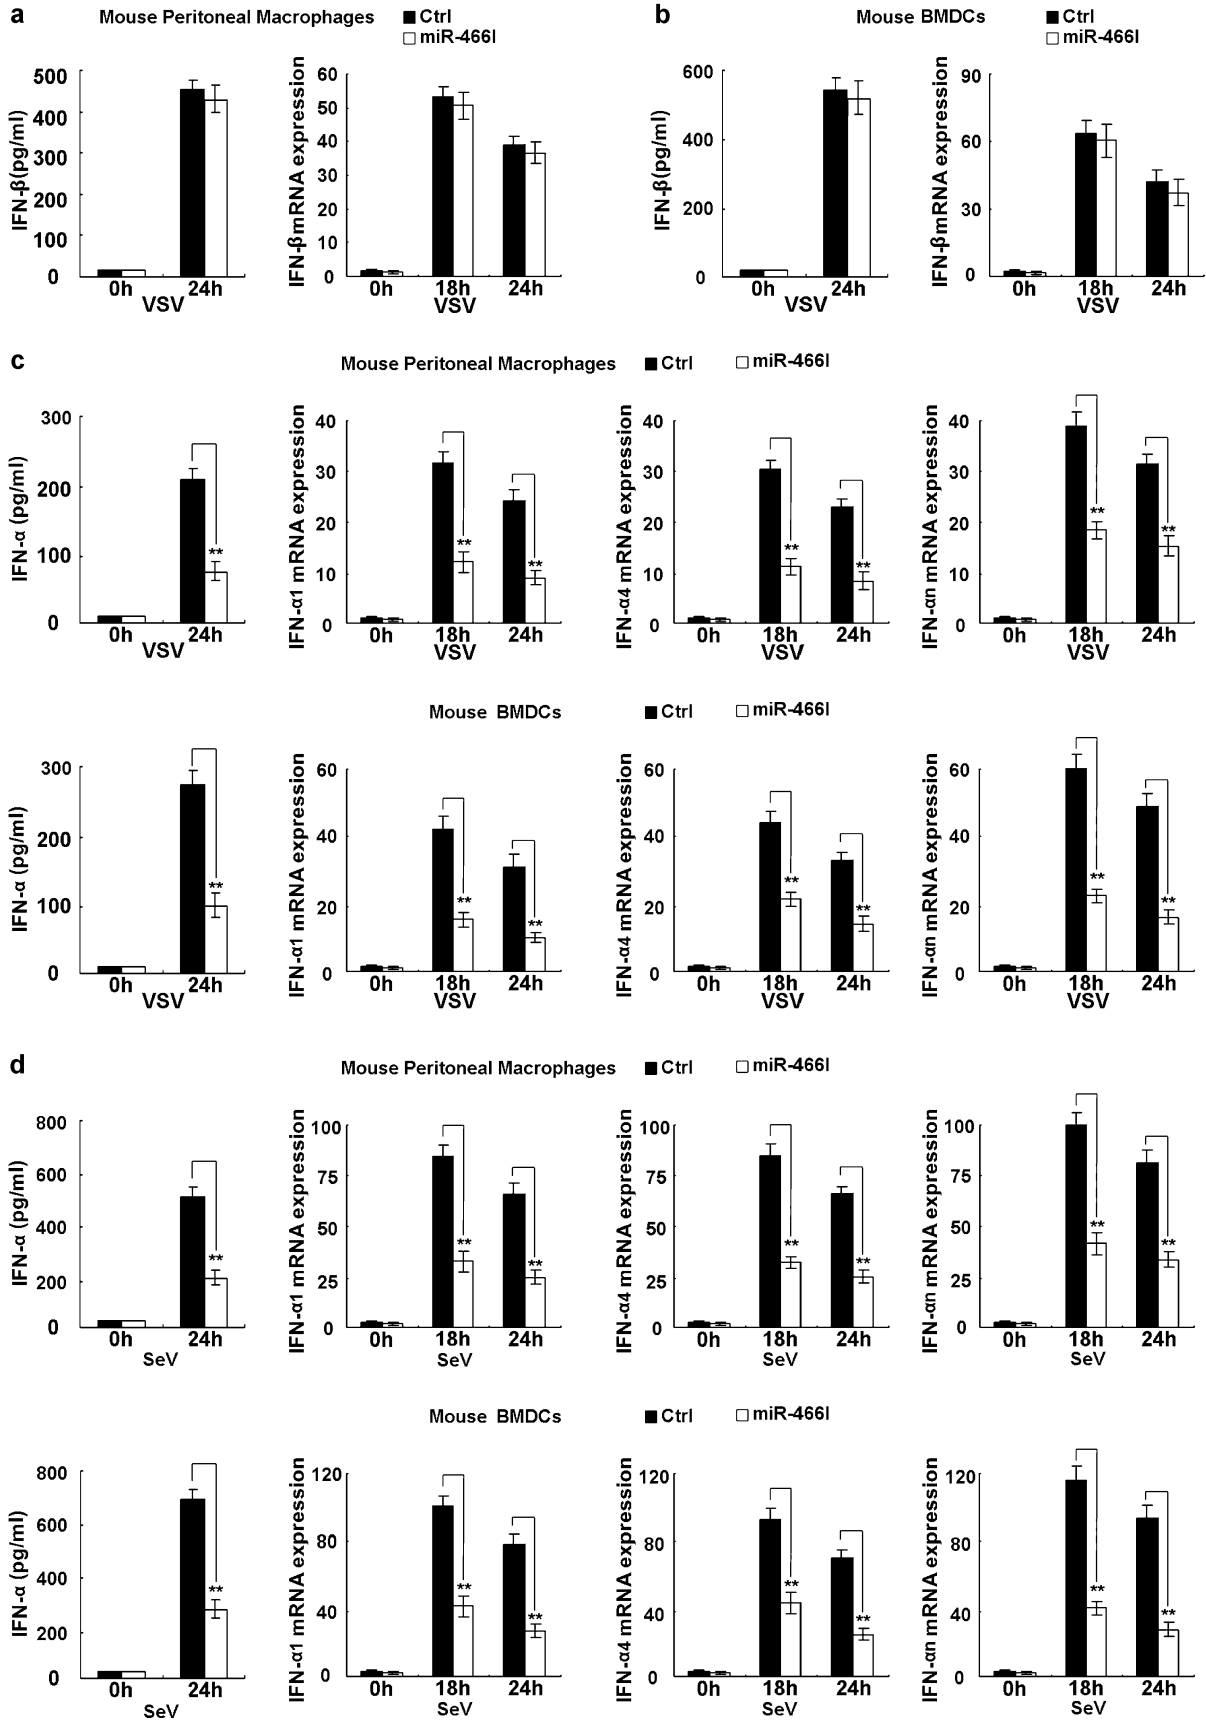 a
Mouse Peritoneal Macrophages
Ctrl
miR-466l
IFN-β(pg/ml)
500
400
300
200
100
0
0h
24h
VSV
IFN-β mRNA expression
60
50
40
30
20
10
0
0h
18h
24h
VSV
b
Mouse BMDCs
Ctrl
miR-466l
IFN-β(pg/ml)
600
400
200
0
0h
24h
VSV
IFN-β mRNA expression
90
60
30
0
0h
18h
24h
VSV
c
Mouse Peritoneal Macrophages
Ctrl
miR-466l
IFN-α (pg/ml)
300
200
100
0
**
0h
24h
VSV
IFN-α1 mRNA expression
40
30
20
10
0
**
**
0h
18h
24h
VSV
IFN-α4 mRNA expression
40
30
20
10
0
**
**
0h
18h
24h
VSV
IFN-αn mRNA expression
40
30
20
10
0
**
**
0h
18h
24h
VSV
Mouse BMDCs
Ctrl
miR-466l
IFN-α (pg/ml)
300
200
100
0
**
0h
24h
VSV
IFN-α1 mRNA expression
60
40
20
0
**
**
0h
18h
24h
VSV
IFN-α4 mRNA expression
60
40
20
0
**
**
0h
18h
24h
VSV
IFN-αn mRNA expression
60
40
20
0
**
**
0h
18h
24h
VSV
d
Mouse Peritoneal Macrophages
Ctrl
miR-466l
IFN-α (pg/ml)
800
600
400
200
0
**
0h
24h
SeV
IFN-α1 mRNA expression
100
75
50
25
0
**
**
0h
18h
24h
SeV
IFN-α4 mRNA expression
100
75
50
25
0
**
**
0h
18h
24h
SeV
IFN-αn mRNA expression
100
75
50
25
0
**
**
0h
18h
24h
SeV
Mouse BMDCs
Ctrl
miR-466l
IFN-α (pg/ml)
800
600
400
200
0
**
0h
24h
SeV
IFN-α1 mRNA expression
120
80
40
0
**
**
0h
18h
24h
SeV
IFN-α4 mRNA expression
120
80
40
0
**
**
0h
18h
24h
SeV
IFN-αn mRNA expression
120
80
40
0
**
**
0h
18h
24h
SeV